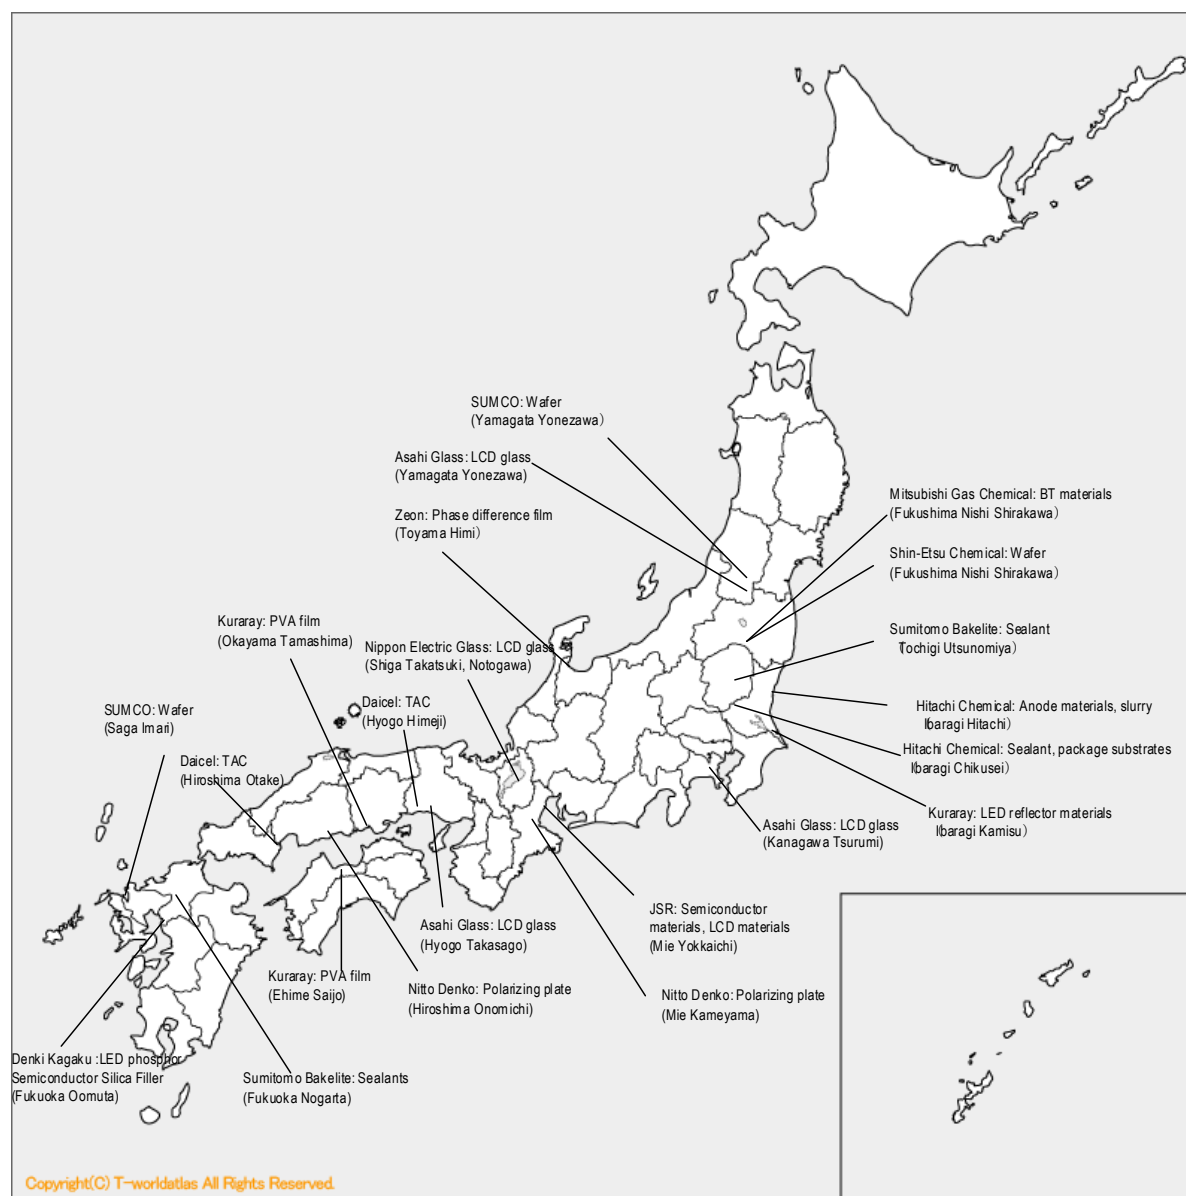 SUMCO: Wafer
(Yamagata Yonezawa)
Asahi Glass: LCD glass
(Yamagata Yonezawa)
Zeon: Phase difference film
(Toyama Himi)
Mitsubishi Gas Chemical: BT materials
(Fukushima Nishi Shirakawa)
Shin-Etsu Chemical: Wafer
(Fukushima Nishi Shirakawa)
Kuraray: PVA film
(Okayama Tamashima)
Nippon Electric Glass: LCD glass
(Shiga Takatsuki, Notogawa)
Sumitomo Bakelite: Sealant
(Tochigi Utsunomiya)
SUMCO: Wafer
(Saga Imari)
Daicel: TAC
(Hyogo Himeji)
Hitachi Chemical: Anode materials, slurry
(Ibaragi Hitachi)
Daicel: TAC
(Hiroshima Otake)
Hitachi Chemical: Sealant, package substrates
(Ibaragi Chikusei)
Kuraray: LED reflector materials
(Ibaragi Kamisu)
Asahi Glass: LCD glass
(Kanagawa Tsurumi)
JSR: Semiconductor
materials, LCD materials
(Mie Yokkaichi)
Asahi Glass: LCD glass
(Hyogo Takasago)
Kuraray: PVA film
(Ehime Saijo)
Nitto Denko: Polarizing plate
(Hiroshima Onomichi)
Nitto Denko: Polarizing plate
(Mie Kameyama)
Denki Kagaku :LED phosphor
Semiconductor Silica Filler
(Fukuoka Oomuta)
Sumitomo Bakelite: Sealants
(Fukuoka Nogarta)
Copyright(C) T-worldatlas All Rights Reserved.